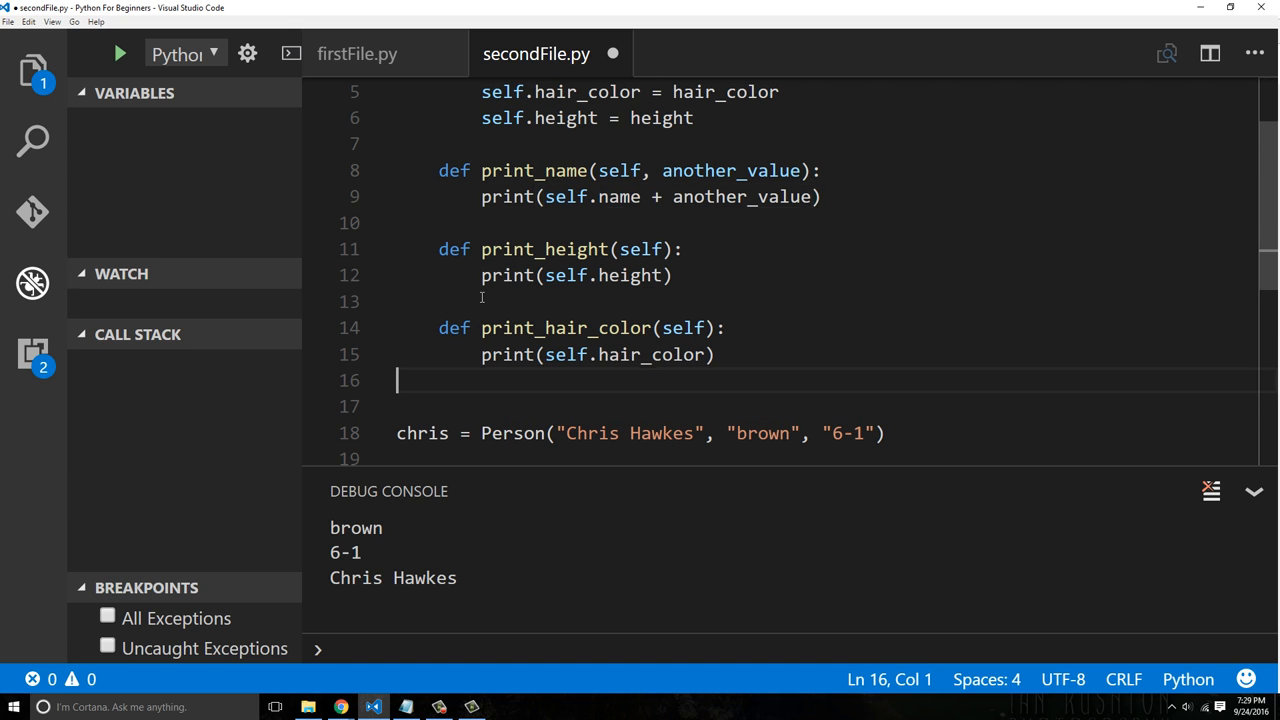 ● secondFile.py - Python For Beginners - Visual Studio Code
File Edit View Go Help
1
Python
firstFile.py
secondFile.py
VARIABLES
WATCH
CALL STACK
2
BREAKPOINTS
All Exceptions
Uncaught Exceptions
5 self.hair_color = hair_color
6 self.height = height
7
8 def print_name(self, another_value):
9 print(self.name + another_value)
10
11 def print_height(self):
12 print(self.height)
13
14 def print_hair_color(self):
15 print(self.hair_color)
16
17
18 chris = Person("Chris Hawkes", "brown", "6-1")
19
DEBUG CONSOLE
brown
6-1
Chris Hawkes
0 0
Ln 16, Col 1 Spaces: 4 UTF-8 CRLF Python
I'm Cortana. Ask me anything.
7:29 PM
9/24/2016